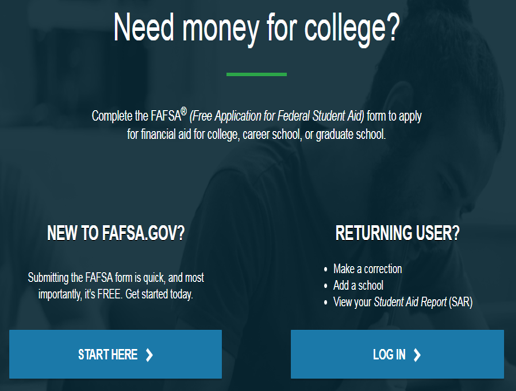 Need money for college?
Complete the FAFSA® (Free Application for Federal Student Aid) form to apply
for financial aid for college, career school, or graduate school.
NEW TO FAFSA.GOV?
Submitting the FAFSA form is quick, and most
importantly, it's FREE. Get started today.
START HERE ❯
RETURNING USER?
• Make a correction
• Add a school
• View your Student Aid Report (SAR)
LOG IN ❯